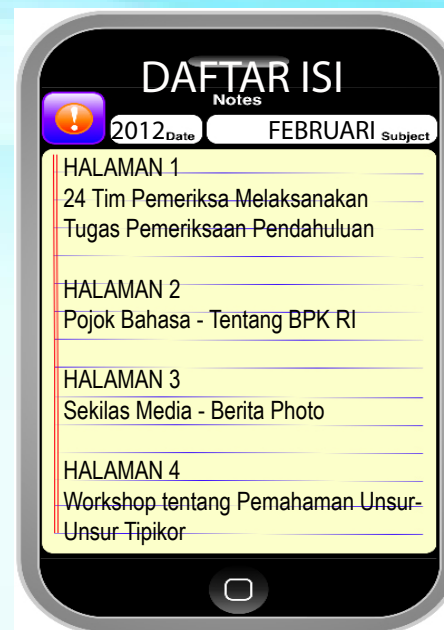 DAFTAR ISI
Notes
2012 Date FEBRUARI Subject
HALAMAN 1
24 Tim Pemeriksa Melaksanakan
Tugas Pemeriksaan Pendahuluan
HALAMAN 2
Pojok Bahasa - Tentang BPK RI
HALAMAN 3
Sekilas Media - Berita Photo
HALAMAN 4
Workshop tentang Pemahaman Unsur-
Unsur Tipikor